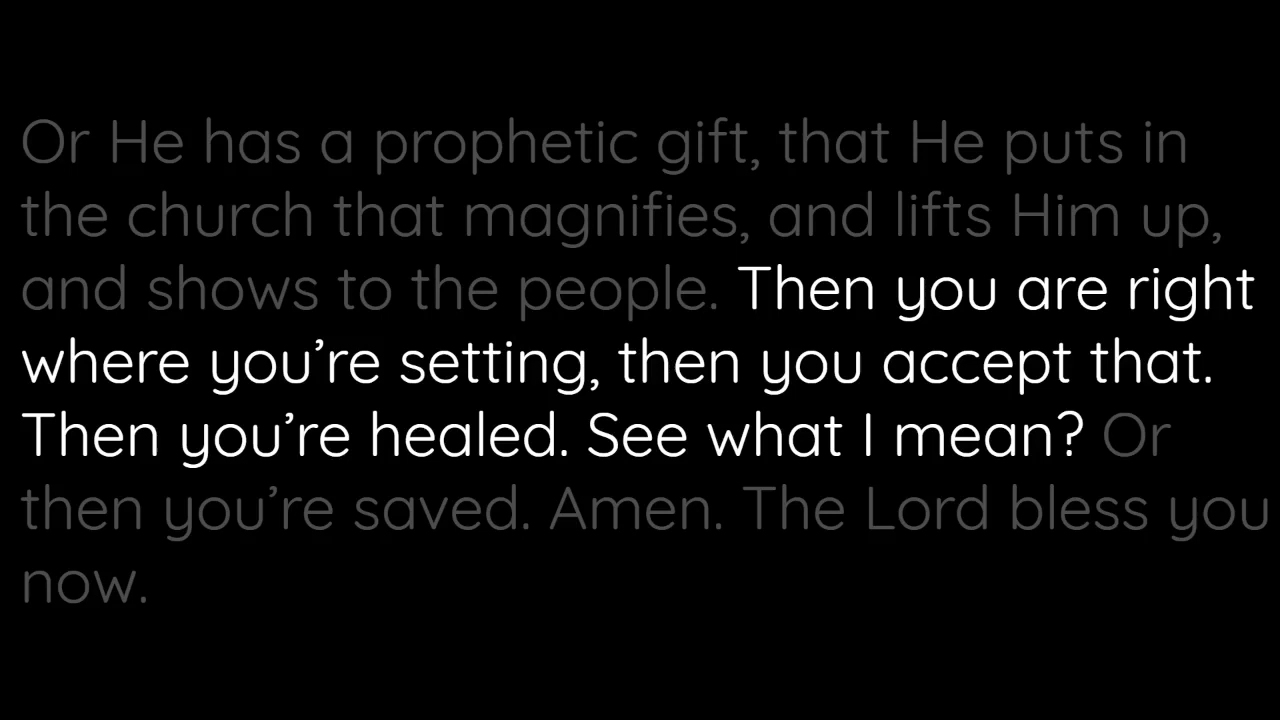 Or He has a prophetic gift, that He puts in
the church that magnifies, and lifts Him up,
and shows to the people. Then you are right
where you’re setting, then you accept that.
Then you’re healed. See what I mean? Or
then you’re saved. Amen. The Lord bless you
now.